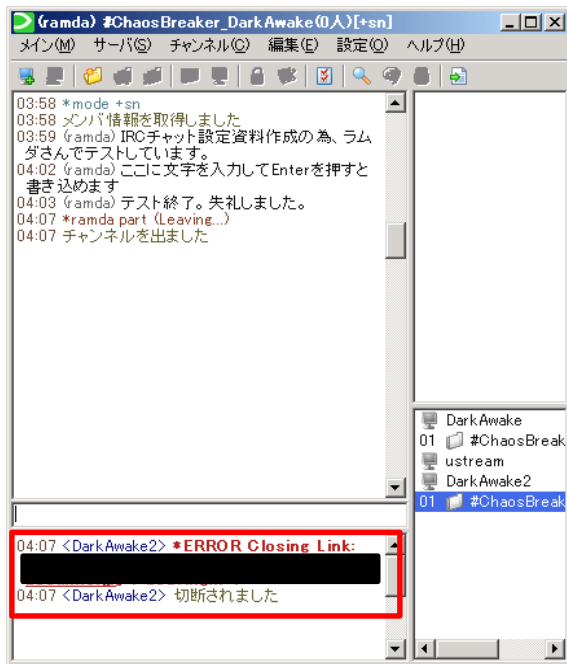 (ramda) #ChaosBreaker_DarkAwake(0人)[+sn]
メイン(M) サーバ(S) チャンネル(C) 編集(E) 設定(O) ヘルプ(H)
03:58 *mode +sn
03:58 メンバ情報を取得しました
03:59 (ramda) IRCチャット設定資料作成の為、ラム
ダさんでテストしています。
04:02 (ramda) ここに文字を入力してEnterを押すと
書き込めます
04:03 (ramda) テスト終了。失礼しました。
04:07 *ramda part (Leaving...)
04:07 チャンネルを出ました
DarkAwake
01 #ChaosBreak
ustream
DarkAwake2
01 #ChaosBreak
04:07 <DarkAwake2> *ERROR Closing Link:
04:07 <DarkAwake2> 切断されました